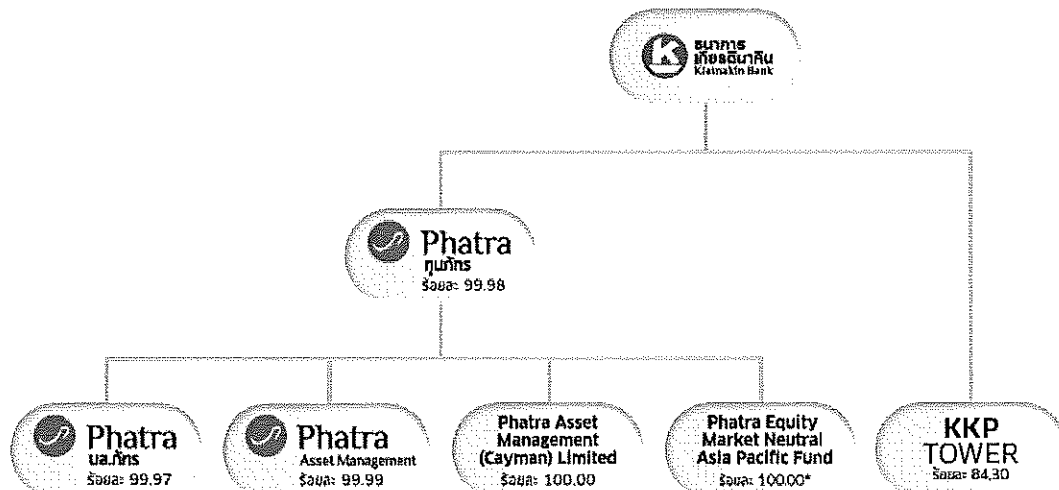 K
ธนาคาร
เกียรตินาคิน
Kiatnakin Bank
Phatra
ทุนภัทร
ร้อยละ 99.98
Phatra
บล.ภัทร
ร้อยละ 99.97
Phatra
Asset Management
ร้อยละ 99.99
Phatra Asset
Management
(Cayman) Limited
ร้อยละ 100.00
Phatra Equity
Market Neutral
Asia Pacific Fund
ร้อยละ 100.00*
KKP
TOWER
ร้อยละ 84.30